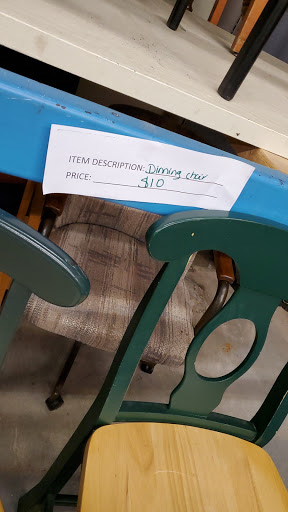 ITEM DESCRIPTION: Dinning chair
PRICE: $10